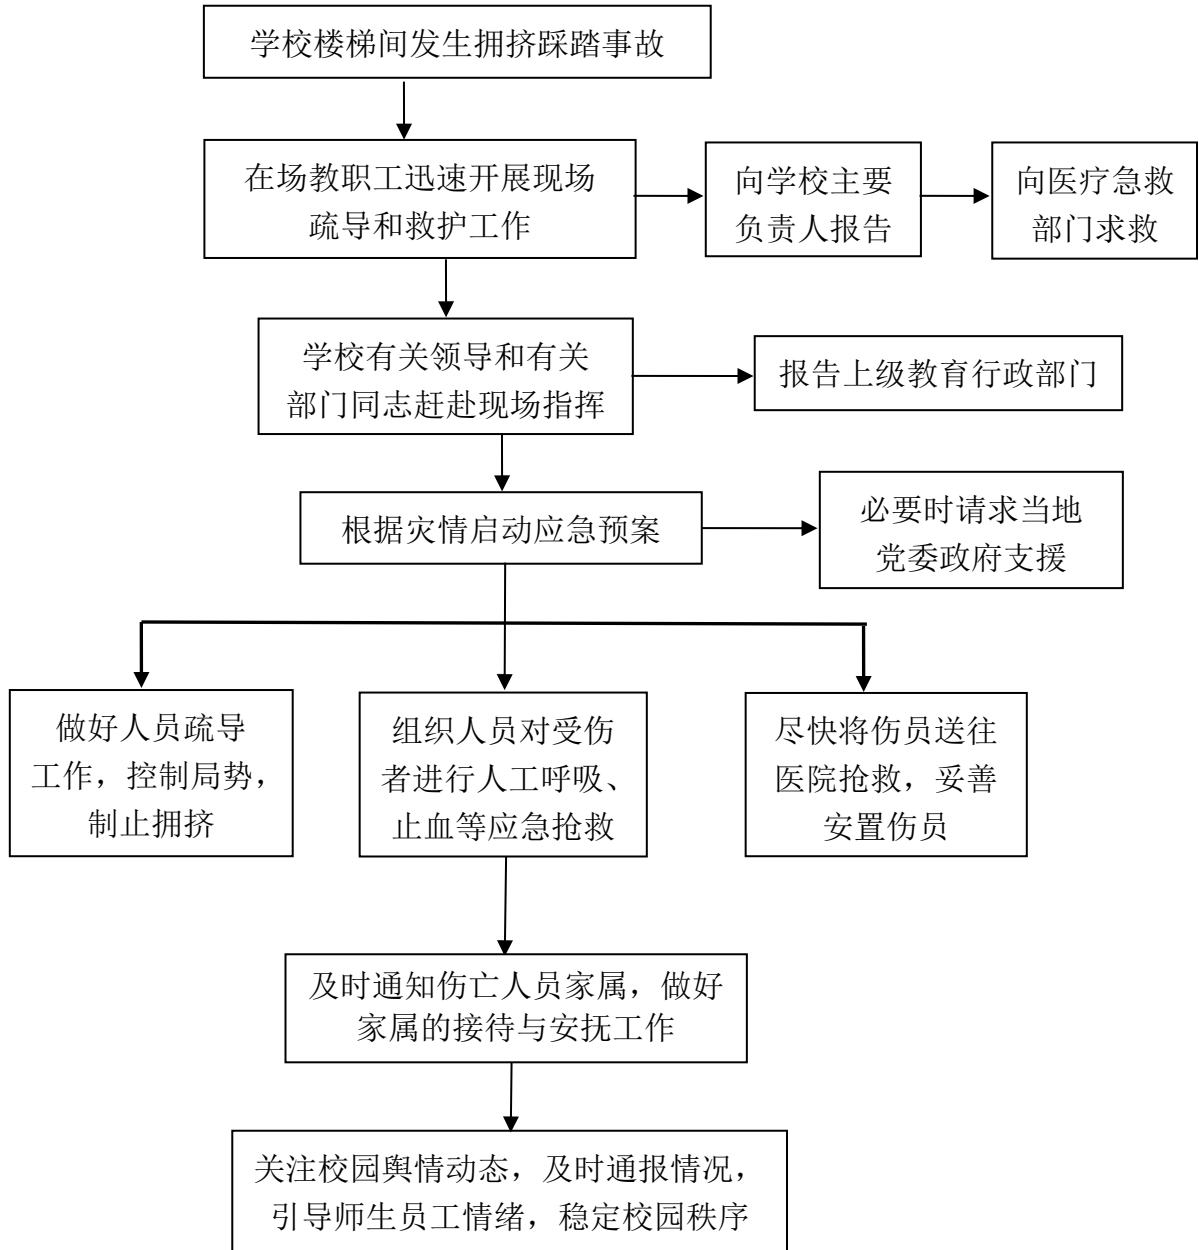 学校楼梯间发生拥挤踩踏事故
在场教职工迅速开展现场
疏导和救护工作
向学校主要
负责人报告
向医疗急救
部门求救
学校有关领导和有关
部门同志赶赴现场指挥
报告上级教育行政部门
根据灾情启动应急预案
必要时请求当地
党委政府支援
做好人员疏导
工作，控制局势，
制止拥挤
组织人员对受伤
者进行人工呼吸、
止血等应急抢救
尽快将伤员送往
医院抢救，妥善
安置伤员
及时通知伤亡人员家属，做好
家属的接待与安抚工作
关注校园舆情动态，及时通报情况，
引导师生员工情绪，稳定校园秩序